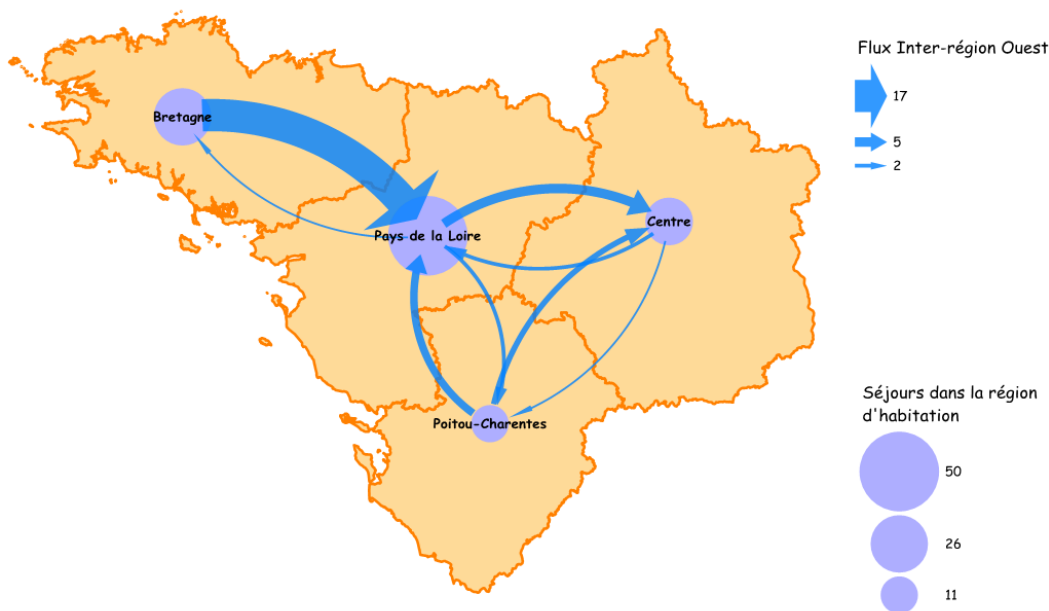 Flux Inter-région Ouest
17
5
2
Bretagne
Pays de la Loire
Centre
Poitou-Charentes
Séjours dans la région
d'habitation
50
26
11